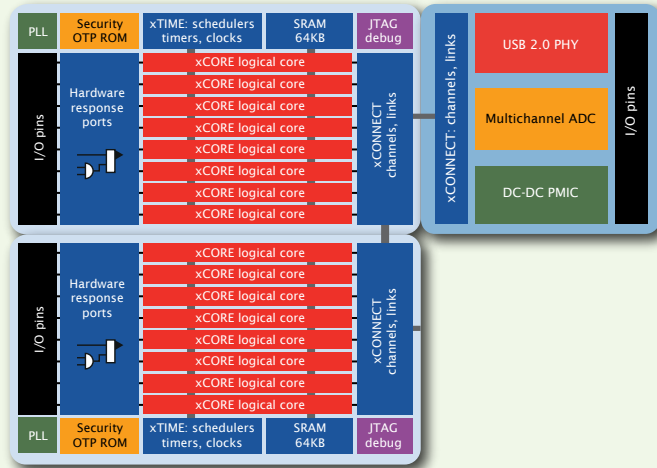 PLL
Security
OTP ROM
xTIME: schedulers
timers, clocks
SRAM
64KB
JTAG
debug
I/O pins
Hardware
response
ports
xCORE logical core
xCORE logical core
xCORE logical core
xCORE logical core
xCORE logical core
xCORE logical core
xCORE logical core
xCORE logical core
xCONNECT
channels, links
xCONNECT: channels, links
USB 2.0 PHY
Multichannel ADC
DC-DC PMIC
I/O pins
I/O pins
Hardware
response
ports
xCORE logical core
xCORE logical core
xCORE logical core
xCORE logical core
xCORE logical core
xCORE logical core
xCORE logical core
xCORE logical core
xCONNECT
channels, links
PLL
Security
OTP ROM
xTIME: schedulers
timers, clocks
SRAM
64KB
JTAG
debug